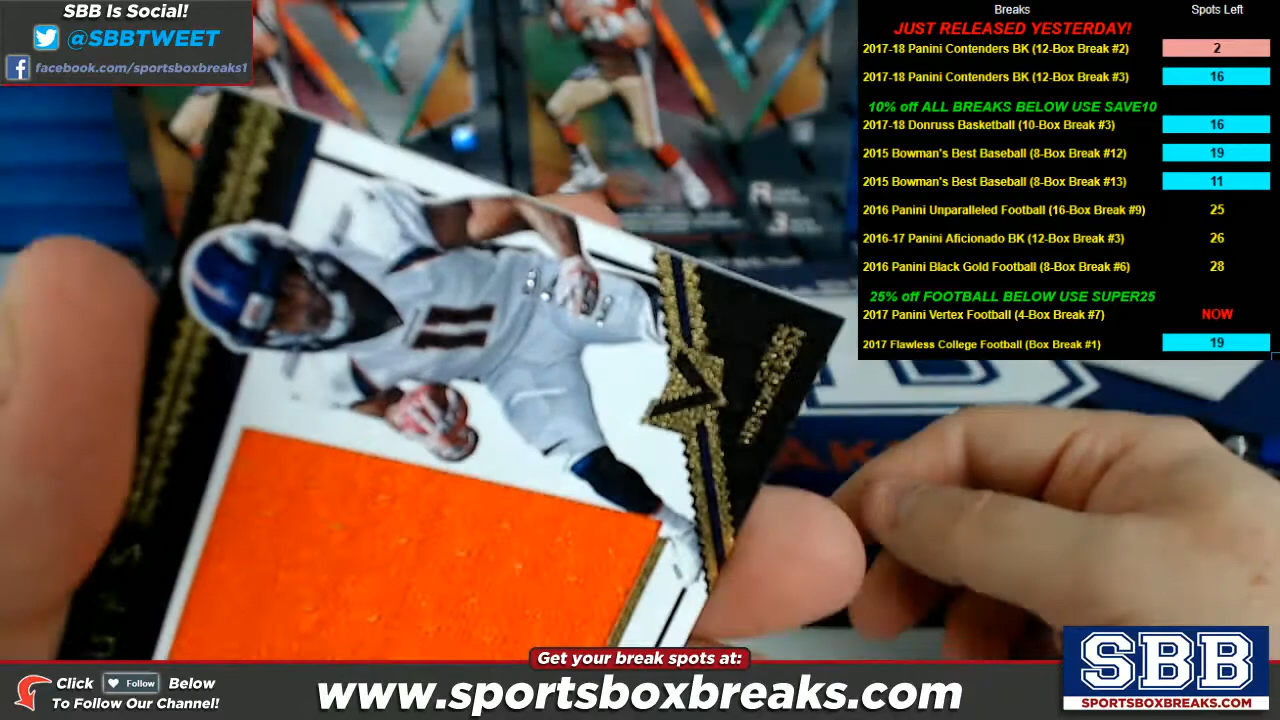 SBB Is Social!
@SBBTWEET
facebook.com/sportsboxbreaks1
Breaks Spots Left
JUST RELEASED YESTERDAY!
2017-18 Panini Contenders BK (12-Box Break #2) 2
2017-18 Panini Contenders BK (12-Box Break #3) 16
10% off ALL BREAKS BELOW USE SAVE10
2017-18 Donruss Basketball (10-Box Break #3) 16
2015 Bowman's Best Baseball (8-Box Break #12) 19
2015 Bowman's Best Baseball (8-Box Break #13) 11
2016 Panini Unparalleled Football (16-Box Break #9) 25
2016-17 Panini Aficionado BK (12-Box Break #3) 26
2016 Panini Black Gold Football (8-Box Break #6) 28
25% off FOOTBALL BELOW USE SUPER25
2017 Panini Vertex Football (4-Box Break #7) NOW
2017 Flawless College Football (Box Break #1) 19
11
Get your break spots at:
www.sportsboxbreaks.com
Click Follow Below
To Follow Our Channel!
SBB
SPORTSBOXBREAKS.COM